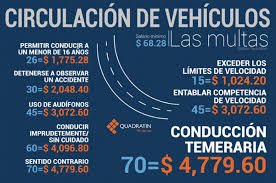 CIRCULACIÓN DE VEHÍCULOS
Salario mínimo
$ 68.28
Las multas
PERMITIR CONDUCIR A
UN MENOR DE 16 AÑOS
26=$ 1,775.28
DETENERSE A OBSERVAR
UN ACCIDENTE
30=$ 2,048.40
USO DE AUDÍFONOS
45=$ 3,072.60
CONDUCIR
IMPRUDETEMENTE/
SIN CUIDADO
60=$ 4,096.80
SENTIDO CONTRARIO
70=$ 4,779.60
EXCEDER LOS
LÍMITES DE VELOCIDAD
15=$ 1,024.20
ENTABLAR COMPETENCIA
DE VELOCIDAD
45=$ 3,072.60
QUADRATIN
CONDUCCIÓN
TEMERARIA
70=$ 4,779.60